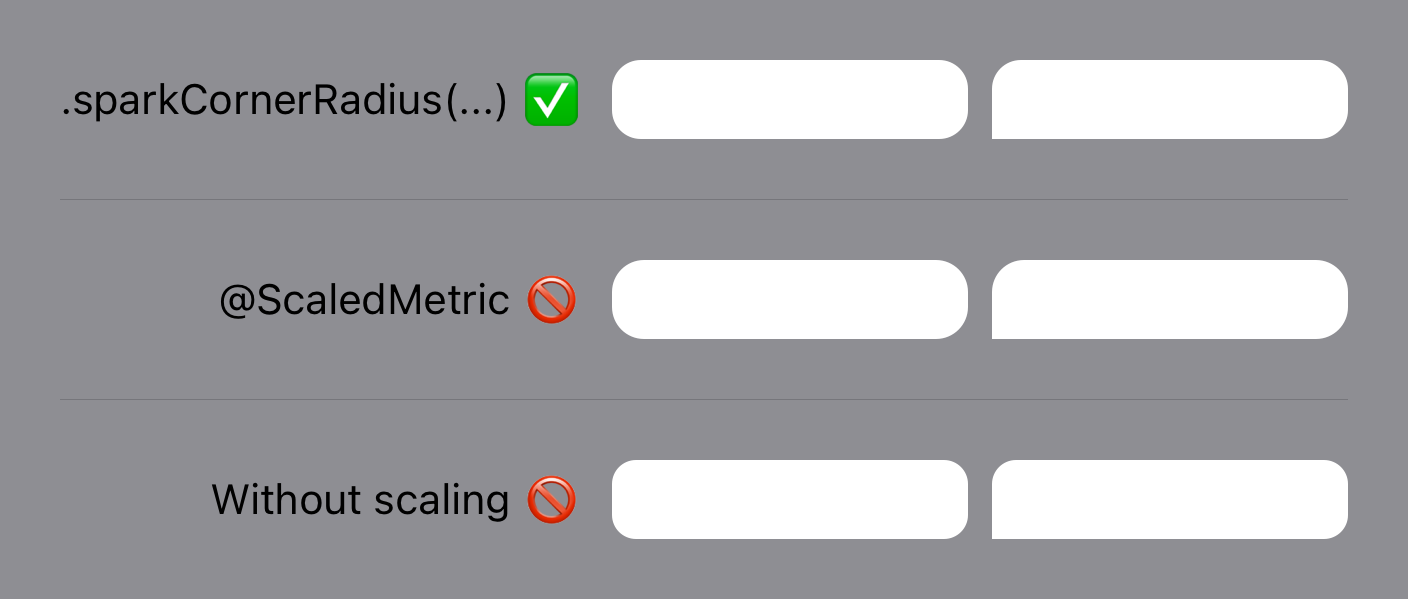 .sparkCornerRadius(...) ✅
@ScaledMetric 🚫
Without scaling 🚫